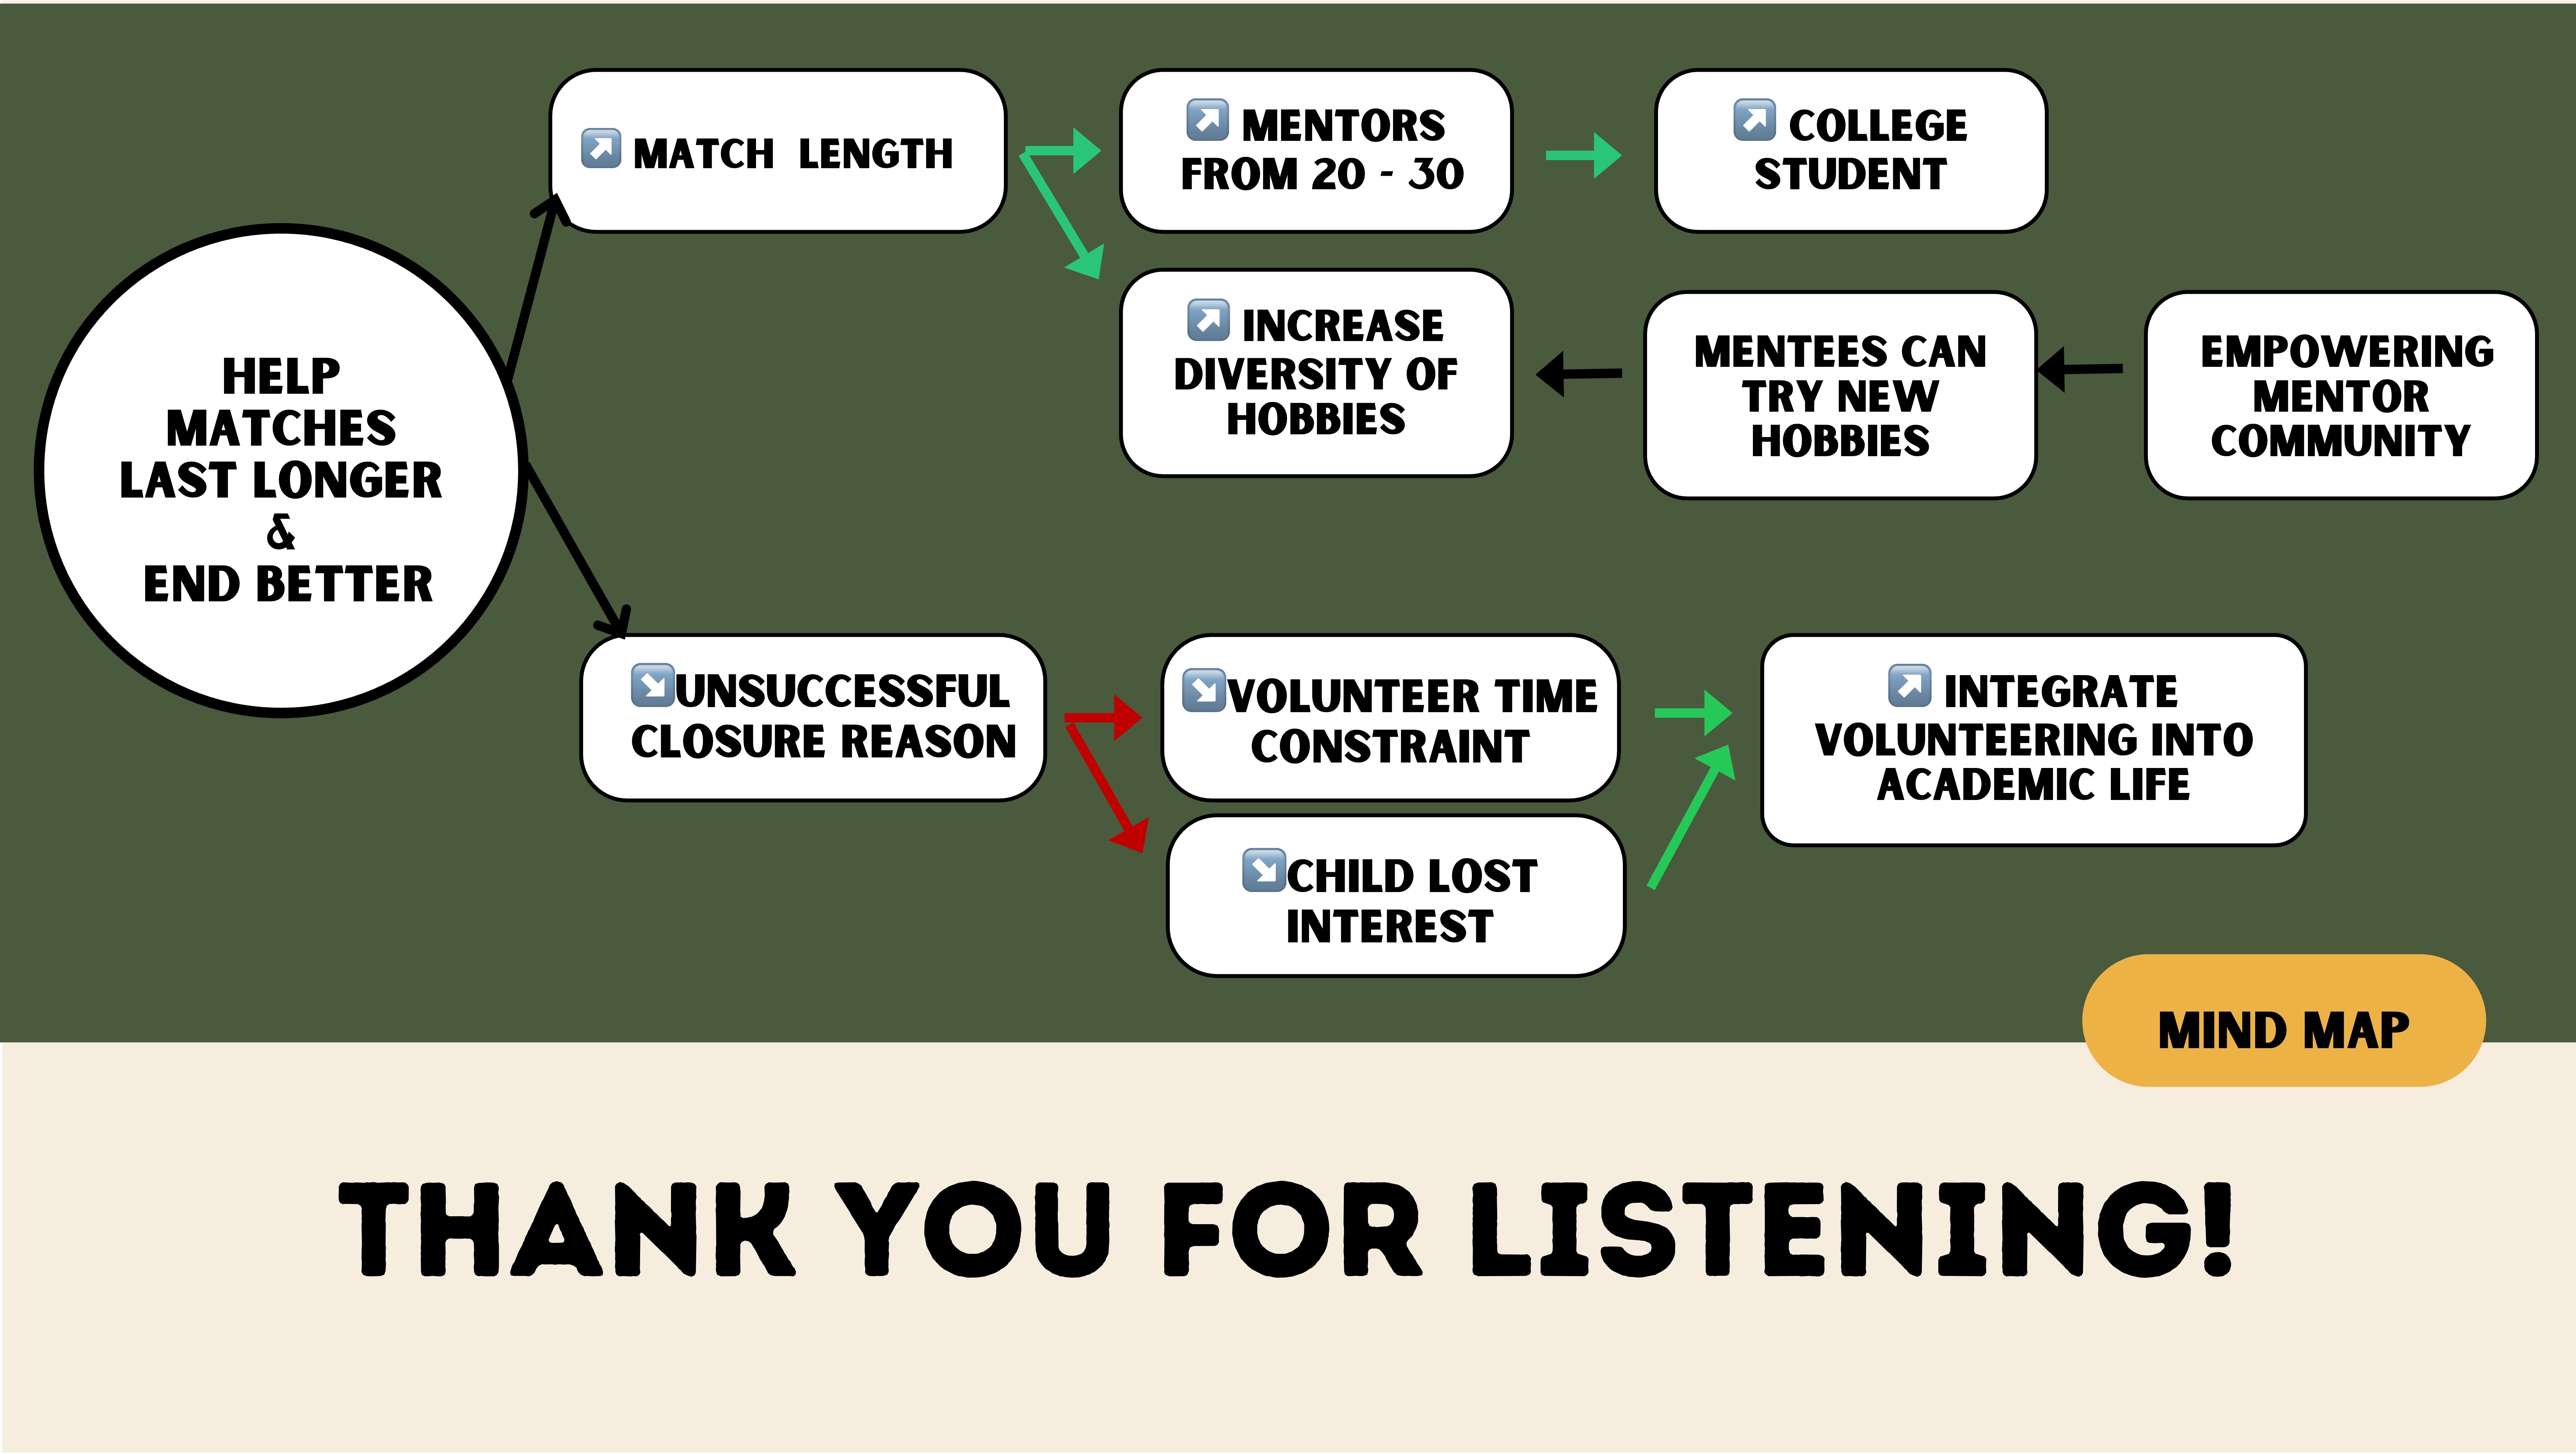 ↗️ MATCH LENGTH
↗️ MENTORS
FROM 20 - 30
↗️ COLLEGE
STUDENT
HELP
MATCHES
LAST LONGER
&
END BETTER
↗️ INCREASE
DIVERSITY OF
HOBBIES
MENTEES CAN
TRY NEW
HOBBIES
EMPOWERING
MENTOR
COMMUNITY
↘️UNSUCCESSFUL
CLOSURE REASON
↘️VOLUNTEER TIME
CONSTRAINT
↗️ INTEGRATE
VOLUNTEERING INTO
ACADEMIC LIFE
↘️CHILD LOST
INTEREST
MIND MAP
THANK YOU FOR LISTENING!